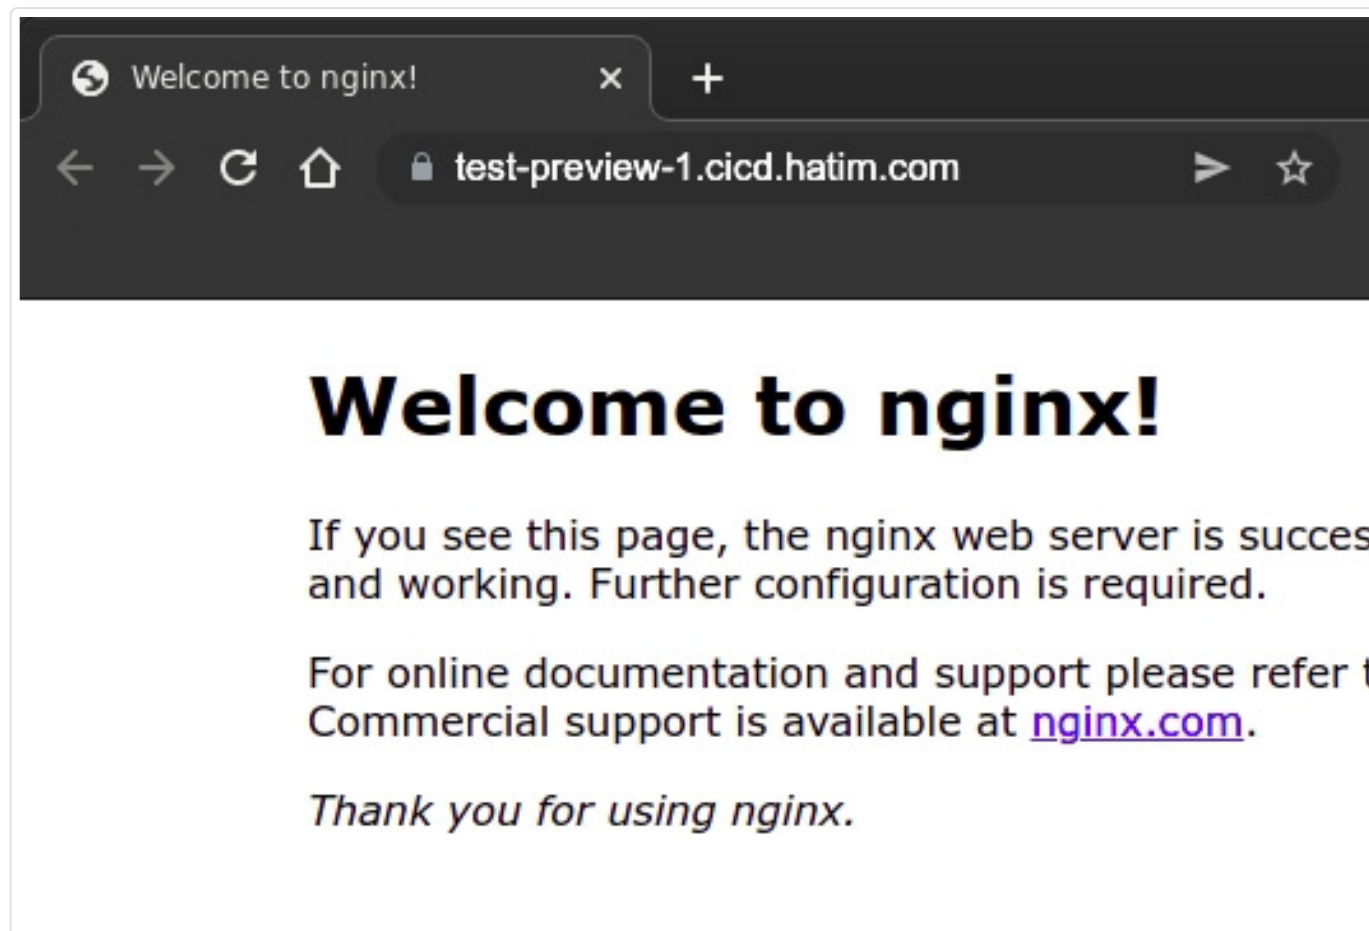 Welcome to nginx!
test-preview-1.cicd.hatim.com
Welcome to nginx!
If you see this page, the nginx web server is succes
and working. Further configuration is required.
For online documentation and support please refer t
Commercial support is available at nginx.com.
Thank you for using nginx.